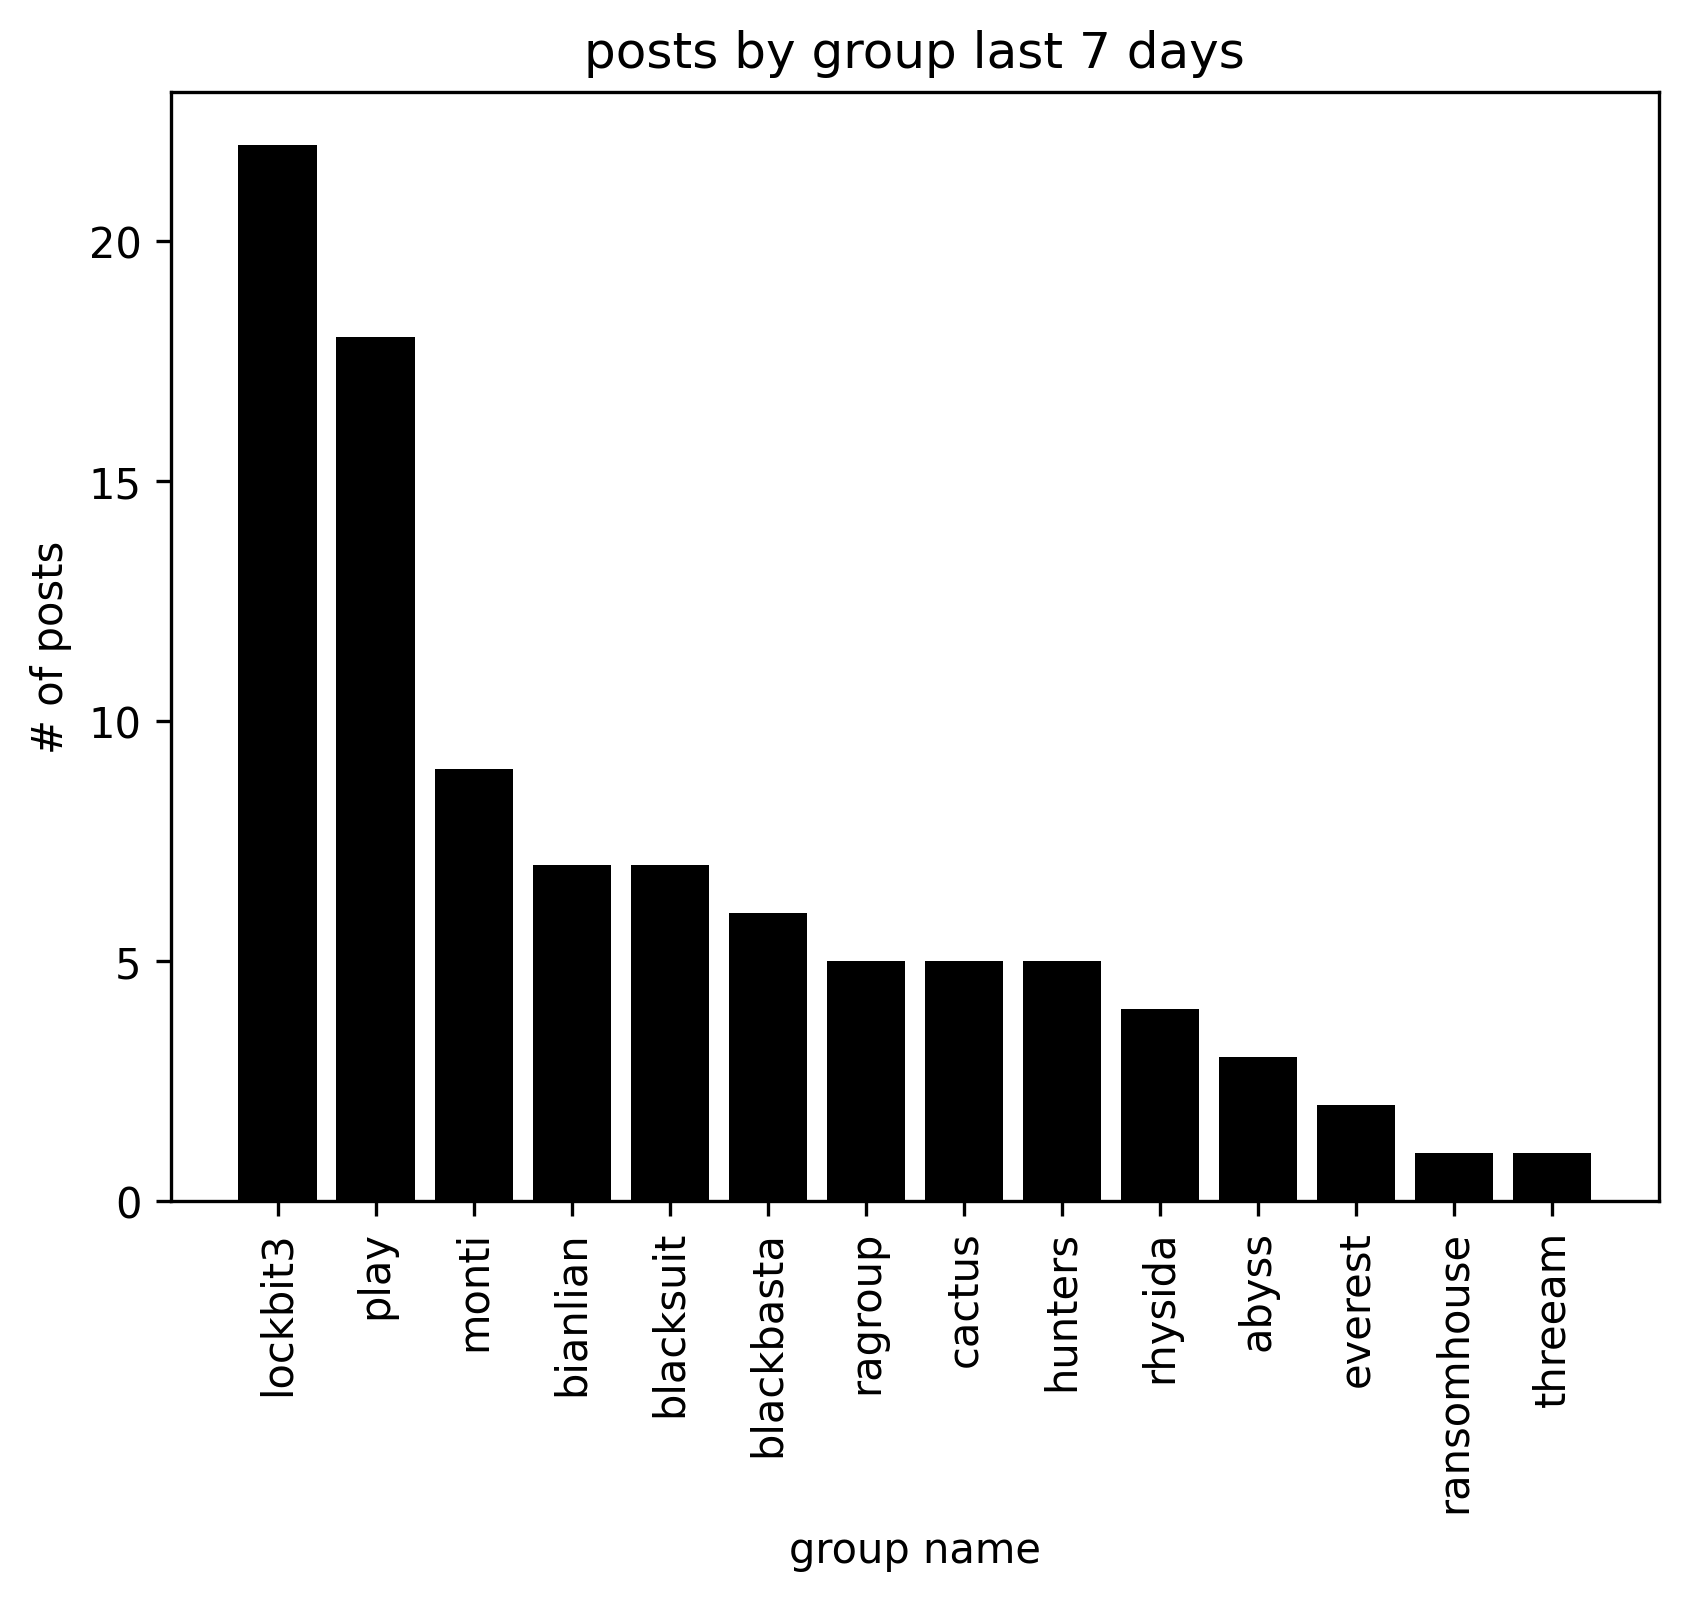 posts by group last 7 days
# of posts
20
15
10
5
0
lockbit3
play
monti
bianlian
blacksuit
blackbasta
ragroup
cactus
hunters
rhysida
abyss
everest
ransomhouse
threeam
group name